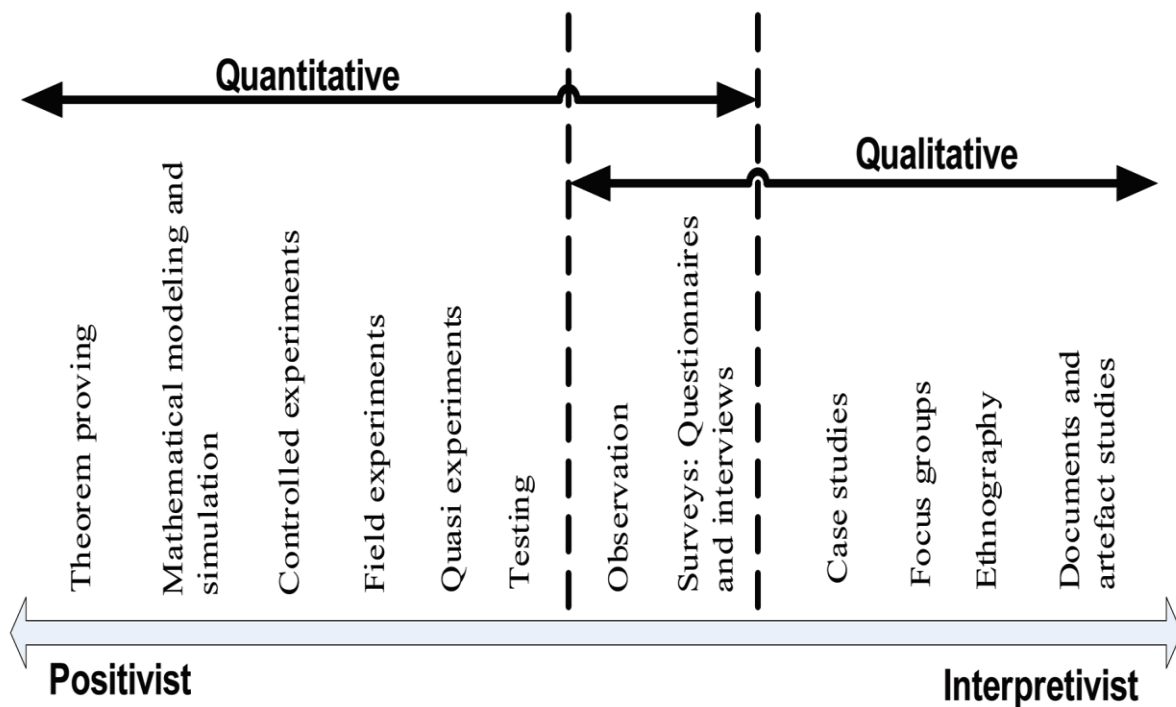 Quantitative
Qualitative
Theorem proving
Mathematical modeling and
simulation
Controlled experiments
Field experiments
Quasi experiments
Testing
Observation
Surveys: Questionnaires
and interviews
Case studies
Focus groups
Ethnography
Documents and
artefact studies
Positivist
Interpretivist